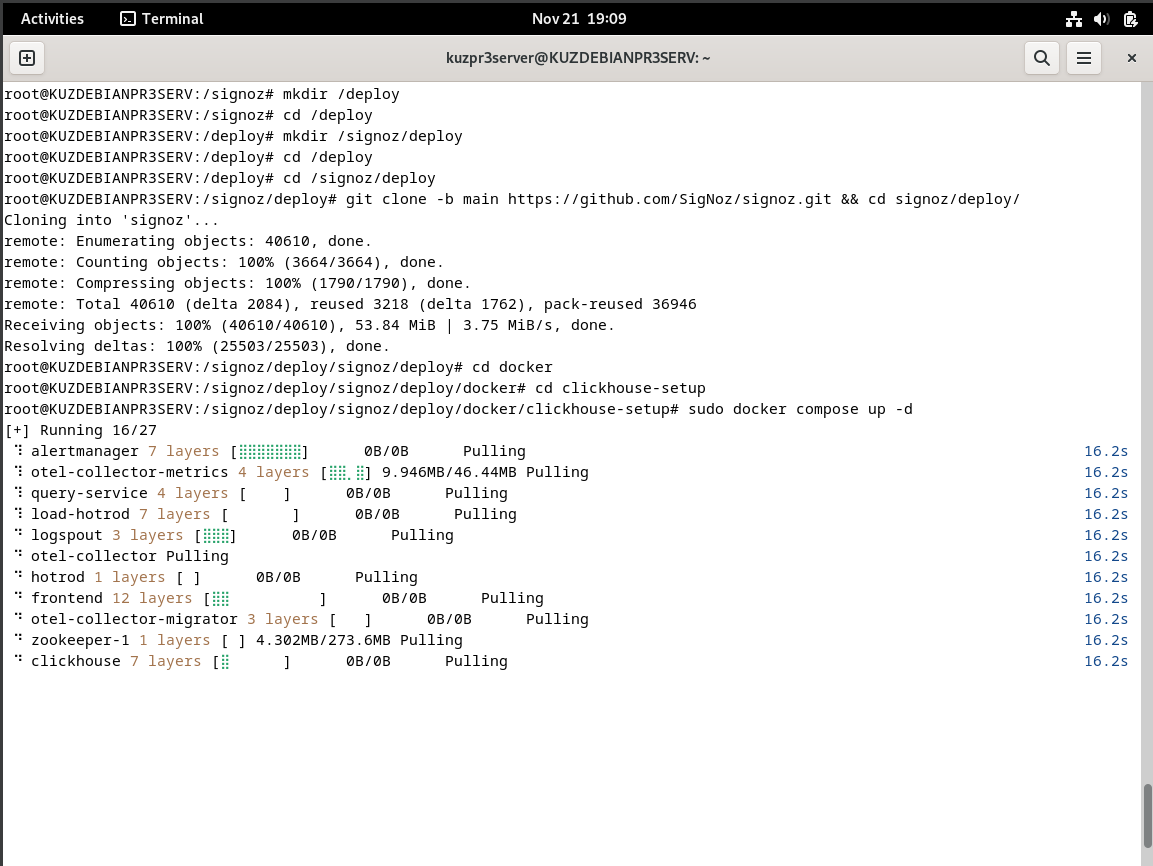 Activities Terminal Nov 21 19:09
kuzpr3server@KUZDEBIANPR3SERV: ~
root@KUZDEBIANPR3SERV:/signoz# mkdir /deploy
root@KUZDEBIANPR3SERV:/signoz# cd /deploy
root@KUZDEBIANPR3SERV:/deploy# mkdir /signoz/deploy
root@KUZDEBIANPR3SERV:/deploy# cd /deploy
root@KUZDEBIANPR3SERV:/deploy# cd /signoz/deploy
root@KUZDEBIANPR3SERV:/signoz/deploy# git clone -b main https://github.com/SigNoz/signoz.git && cd signoz/deploy/
Cloning into 'signoz'...
remote: Enumerating objects: 40610, done.
remote: Counting objects: 100% (3664/3664), done.
remote: Compressing objects: 100% (1790/1790), done.
remote: Total 40610 (delta 2084), reused 3218 (delta 1762), pack-reused 36946
Receiving objects: 100% (40610/40610), 53.84 MiB | 3.75 MiB/s, done.
Resolving deltas: 100% (25503/25503), done.
root@KUZDEBIANPR3SERV:/signoz/deploy/signoz/deploy# cd docker
root@KUZDEBIANPR3SERV:/signoz/deploy/signoz/deploy/docker# cd clickhouse-setup
root@KUZDEBIANPR3SERV:/signoz/deploy/signoz/deploy/docker/clickhouse-setup# sudo docker compose up -d
[+] Running 16/27
⠹ alertmanager 7 layers [⣿⣿⣿⣿⣿⣿⣿] 0B/0B Pulling 16.2s
⠹ otel-collector-metrics 4 layers [⣿⣿⣀⣿] 9.946MB/46.44MB Pulling 16.2s
⠹ query-service 4 layers [    ] 0B/0B Pulling 16.2s
⠹ load-hotrod 7 layers [       ] 0B/0B Pulling 16.2s
⠙ logspout 3 layers [⣿⣿⣿] 0B/0B Pulling 16.2s
⠙ otel-collector Pulling 16.2s
⠙ hotrod 1 layers [ ] 0B/0B Pulling 16.2s
⠙ frontend 12 layers [⣿⣿          ] 0B/0B Pulling 16.2s
⠙ otel-collector-migrator 3 layers [   ] 0B/0B Pulling 16.2s
⠙ zookeeper-1 1 layers [ ] 4.302MB/273.6MB Pulling 16.2s
⠙ clickhouse 7 layers [⣿      ] 0B/0B Pulling 16.2s